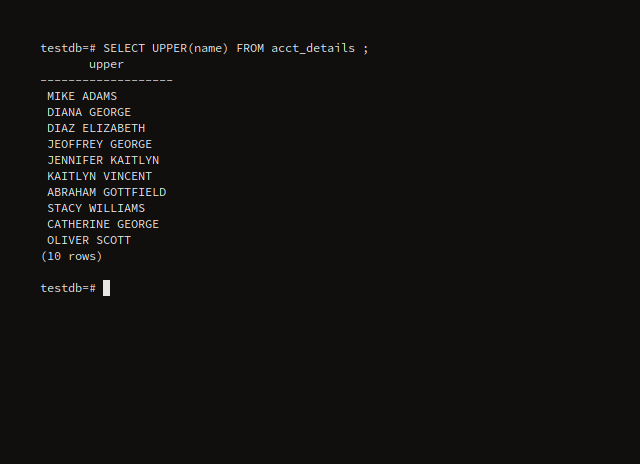 testdb=# SELECT UPPER(name) FROM acct_details ;
upper
-------------------
MIKE ADAMS
DIANA GEORGE
DIAZ ELIZABETH
JEOFFREY GEORGE
JENNIFER KAITLYN
KAITLYN VINCENT
ABRAHAM GOTTFIELD
STACY WILLIAMS
CATHERINE GEORGE
OLIVER SCOTT
(10 rows)
testdb=#